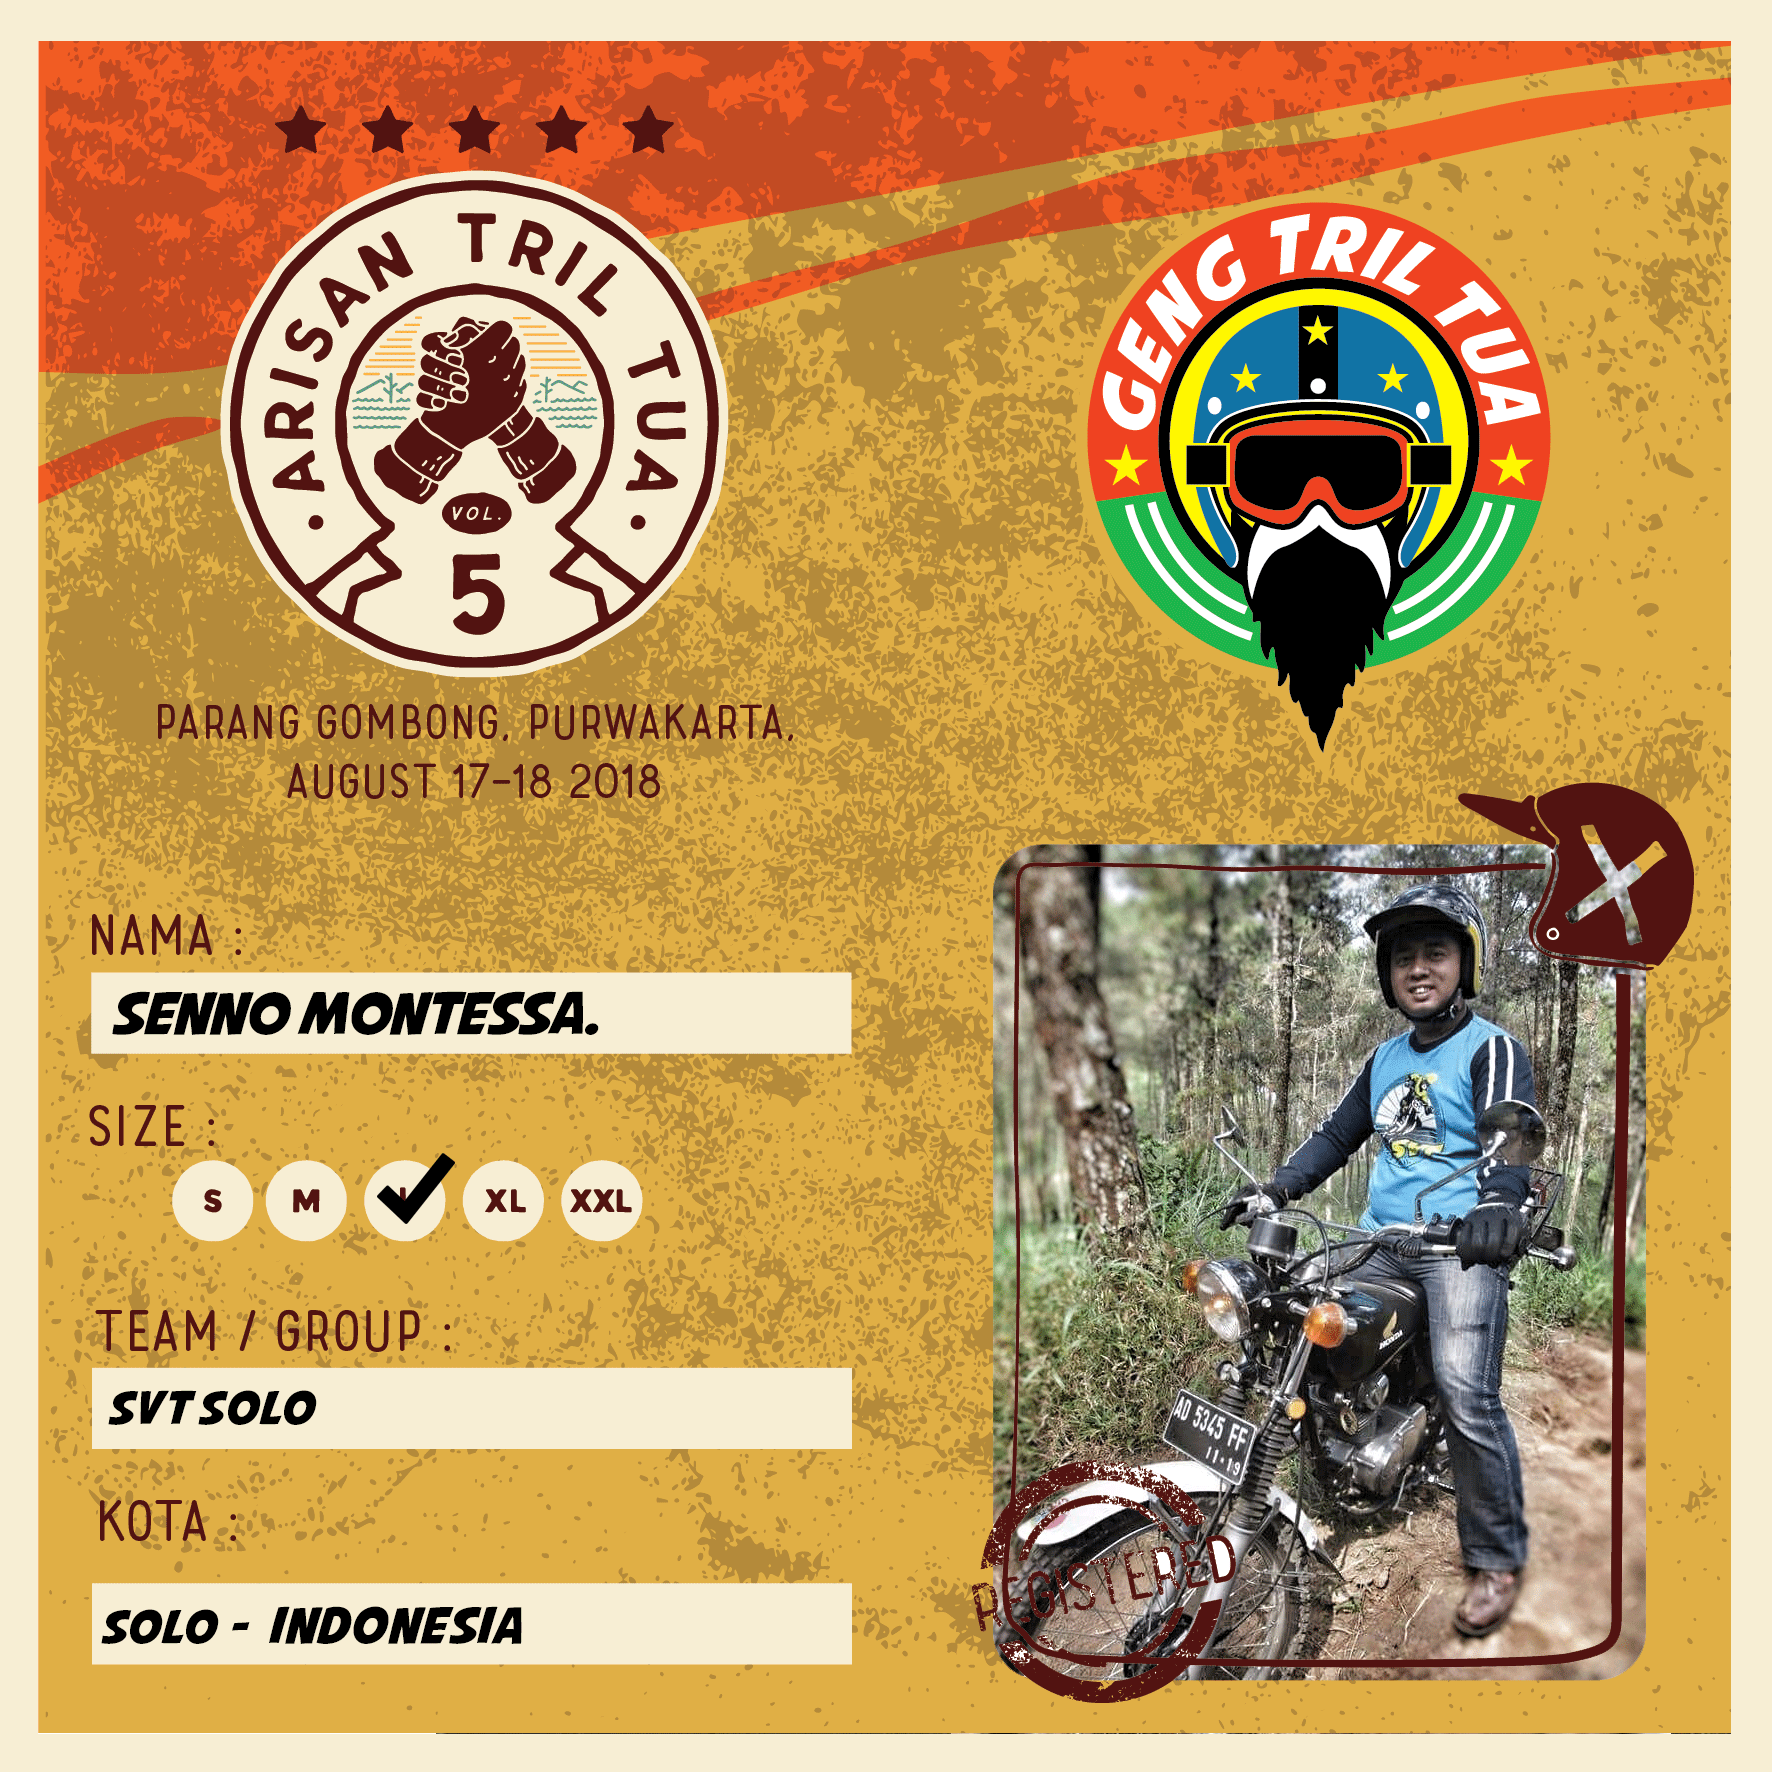 ARISAN TRIL TUA
VOL.
5
GENG TRIL TUA
PARANG GOMBONG, PURWAKARTA,
AUGUST 17-18 2018
NAMA :
SENNO MONTESSA.
SIZE :
S M L XL XXL
TEAM / GROUP :
SVT SOLO
KOTA :
SOLO - INDONESIA
HONDA
AD 5345 FF
11·19
REGISTERED